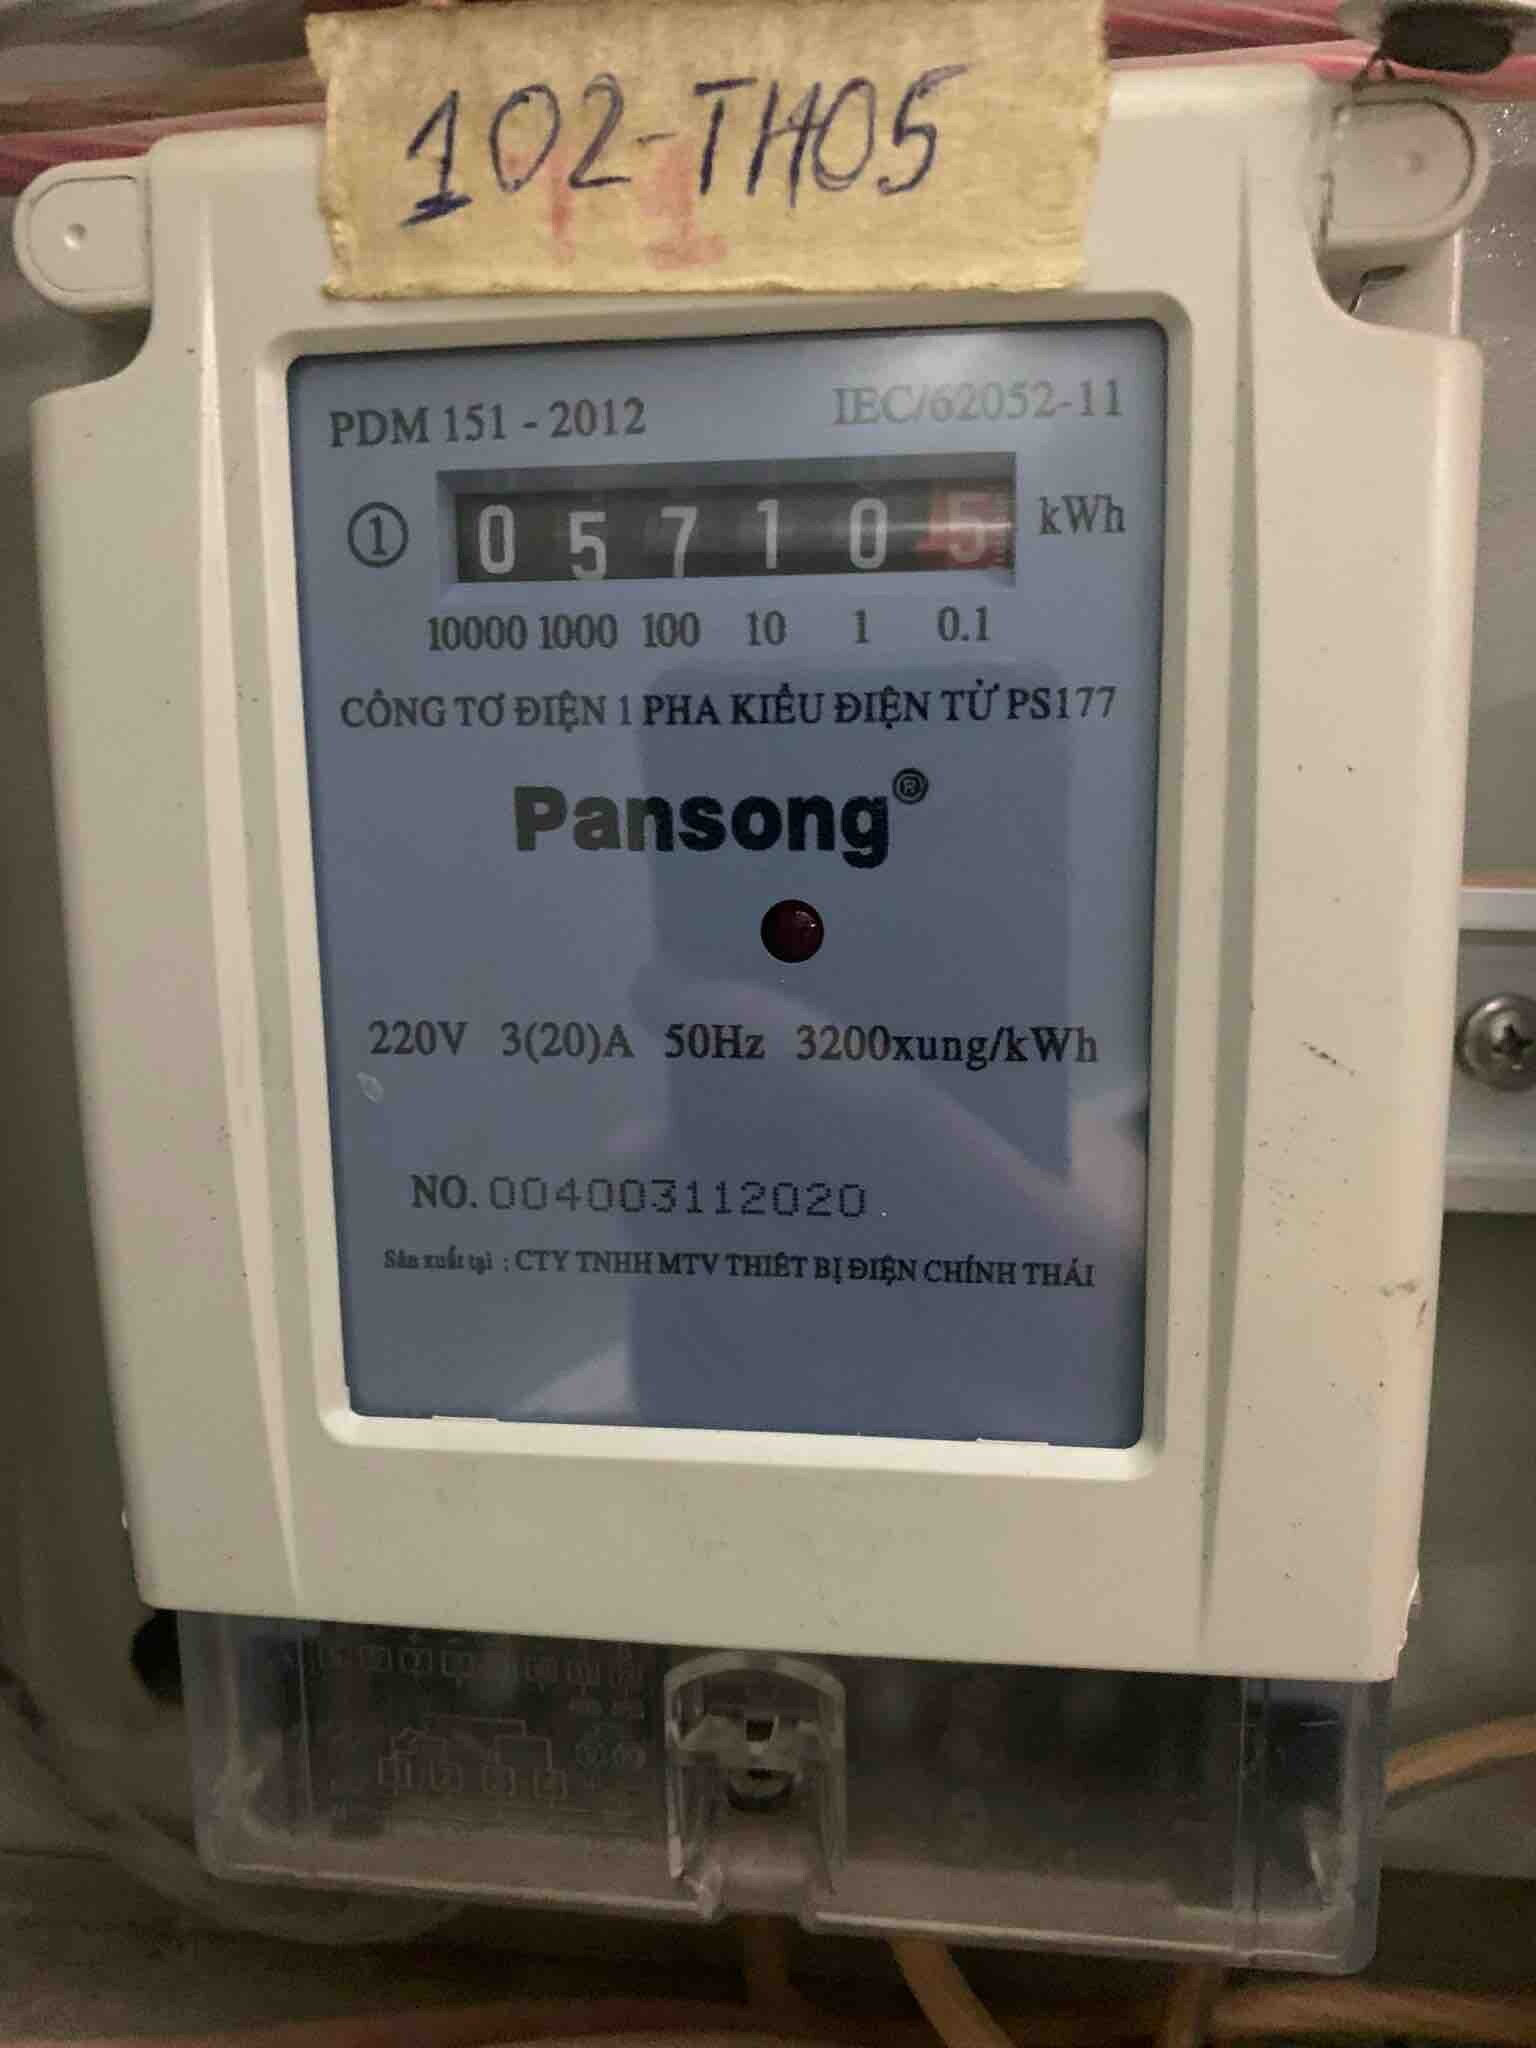 102-TH05
PDM 151 - 2012 IEC/62052-11
① 0 5 7 1 0 5 kWh
10000 1000 100 10 1 0.1
CÔNG TƠ ĐIỆN 1 PHA KIỂU ĐIỆN TỬ PS177
Pansong®
220V 3(20)A 50Hz 3200xung/kWh
NO. 004003112020
Sản xuất tại : CTY TNHH MTV THIẾT BỊ ĐIỆN CHÍNH THÁI